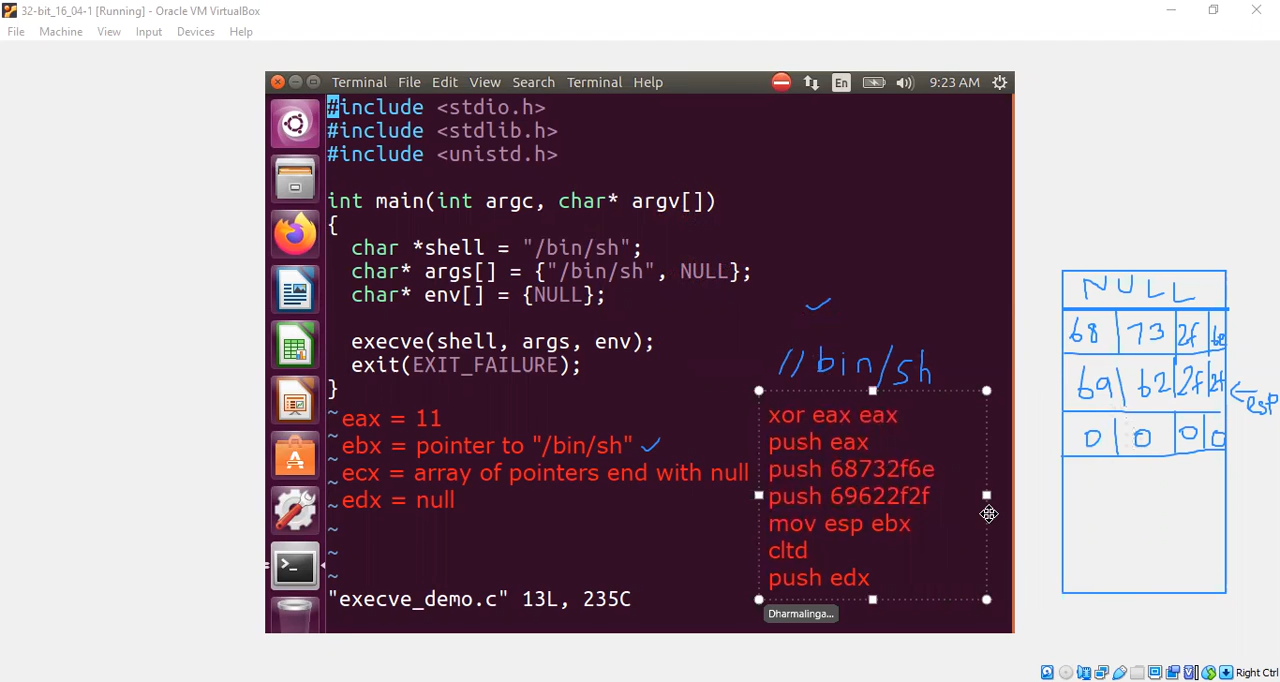 32-bit_16_04-1 [Running] - Oracle VM VirtualBox
File Machine View Input Devices Help
Terminal File Edit View Search Terminal Help
En
9:23 AM
#include <stdio.h>
#include <stdlib.h>
#include <unistd.h>
int main(int argc, char* argv[])
{
char *shell = "/bin/sh";
char* args[] = {"/bin/sh", NULL};
char* env[] = {NULL};
execve(shell, args, env);
exit(EXIT_FAILURE);
}
~ eax = 11
~ ebx = pointer to "/bin/sh"
~ ecx = array of pointers end with null
~ edx = null
~
~
~
"execve_demo.c" 13L, 235C
//bin/sh
xor eax eax
push eax
push 68732f6e
push 69622f2f
mov esp ebx
cltd
push edx
Dharmalinga...
NULL
68 73 2f 6e
69 62 2f 2f
esp
0 0 0 0
Right Ctrl